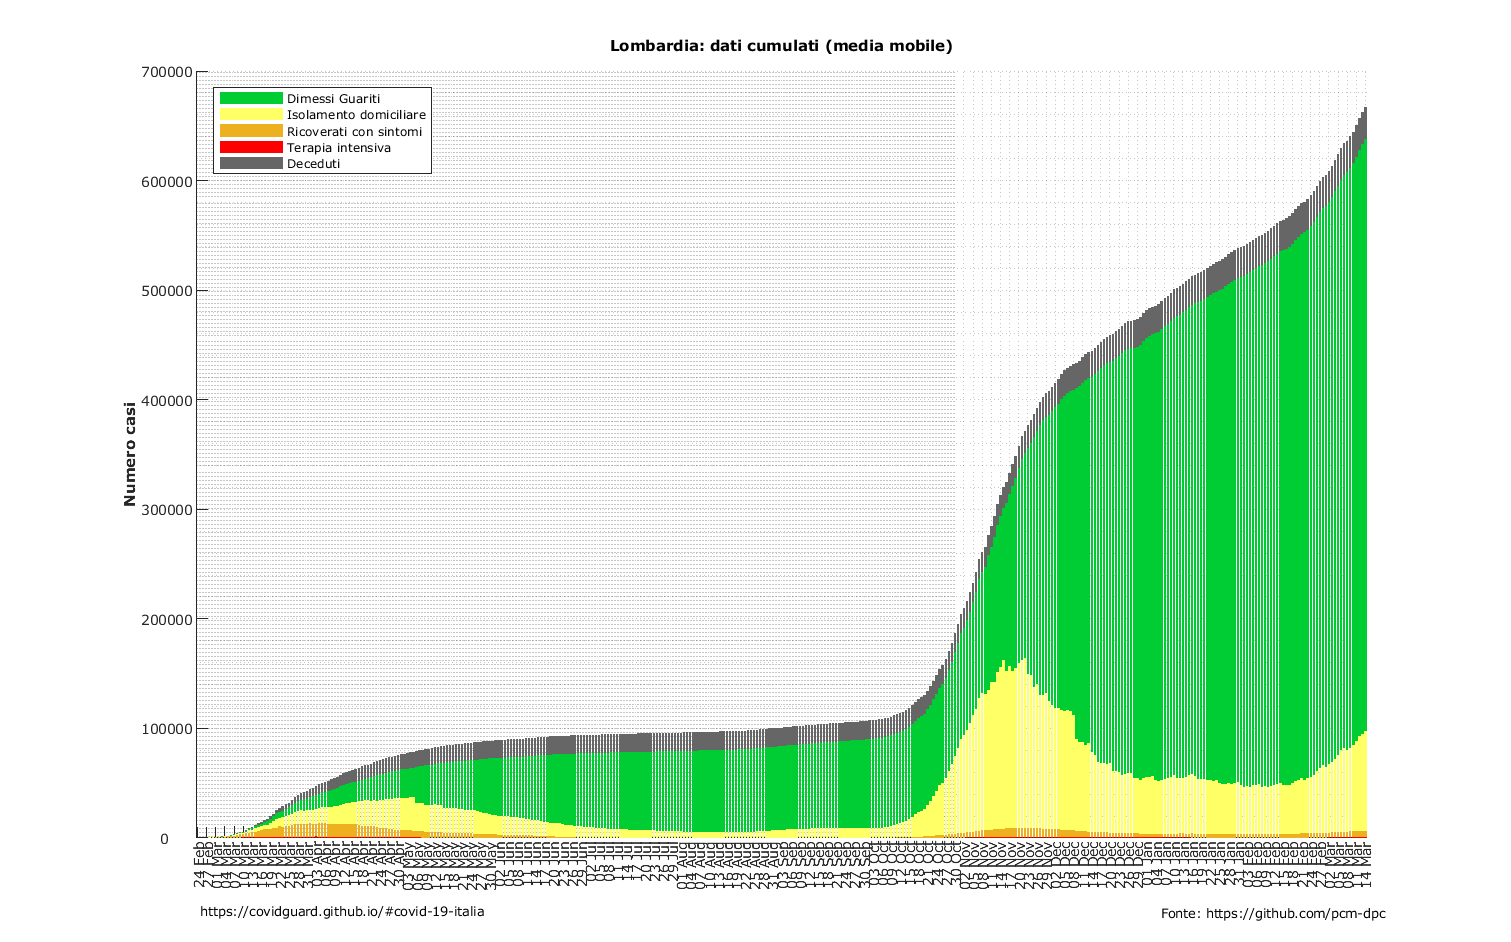 Lombardia: dati cumulati (media mobile)
Dimessi Guariti
Isolamento domiciliare
Ricoverati con sintomi
Terapia intensiva
Deceduti
Numero casi
700000
600000
500000
400000
300000
200000
100000
0
24 Feb
27 Feb
01 Mar
04 Mar
07 Mar
10 Mar
13 Mar
16 Mar
19 Mar
22 Mar
25 Mar
28 Mar
31 Mar
03 Apr
06 Apr
09 Apr
12 Apr
15 Apr
18 Apr
21 Apr
24 Apr
27 Apr
30 Apr
03 May
06 May
09 May
12 May
15 May
18 May
21 May
24 May
27 May
30 May
02 Jun
05 Jun
08 Jun
11 Jun
14 Jun
17 Jun
20 Jun
23 Jun
26 Jun
29 Jun
02 Jul
05 Jul
08 Jul
11 Jul
14 Jul
17 Jul
20 Jul
23 Jul
26 Jul
29 Jul
01 Aug
04 Aug
07 Aug
10 Aug
13 Aug
16 Aug
19 Aug
22 Aug
25 Aug
28 Aug
31 Aug
03 Sep
06 Sep
09 Sep
12 Sep
15 Sep
18 Sep
21 Sep
24 Sep
27 Sep
30 Sep
03 Oct
06 Oct
09 Oct
12 Oct
15 Oct
18 Oct
21 Oct
24 Oct
27 Oct
30 Oct
02 Nov
05 Nov
08 Nov
11 Nov
14 Nov
17 Nov
20 Nov
23 Nov
26 Nov
29 Nov
02 Dec
05 Dec
08 Dec
11 Dec
14 Dec
17 Dec
20 Dec
23 Dec
26 Dec
29 Dec
01 Jan
04 Jan
07 Jan
10 Jan
13 Jan
16 Jan
19 Jan
22 Jan
25 Jan
28 Jan
31 Jan
03 Feb
06 Feb
09 Feb
12 Feb
15 Feb
18 Feb
21 Feb
24 Feb
27 Feb
02 Mar
05 Mar
08 Mar
11 Mar
14 Mar
https://covidguard.github.io/#covid-19-italia
Fonte: https://github.com/pcm-dpc